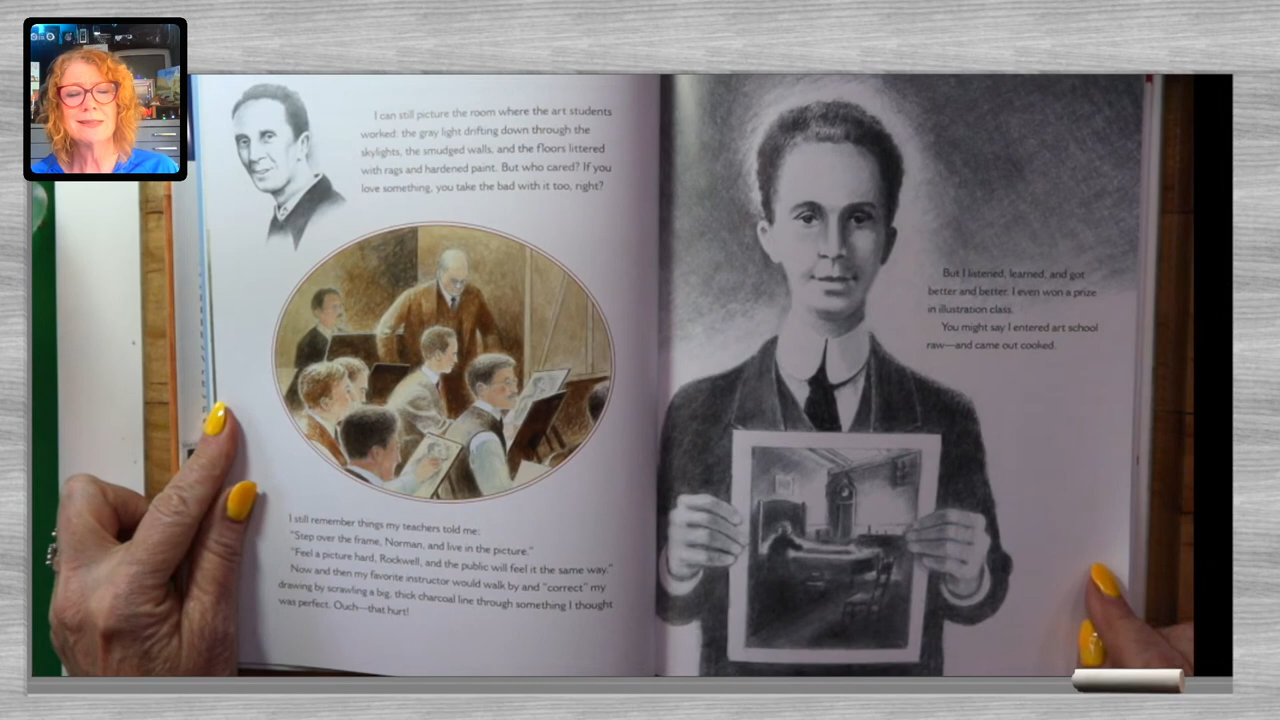 I can still picture the room where the art students
worked: the gray light drifting down through the
skylights, the smudged walls, and the floors littered
with rags and hardened paint. But who cared? If you
love something, you take the bad with it too, right?
I still remember things my teachers told me:
"Step over the frame, Norman, and live in the picture."
"Feel a picture hard, Rockwell, and the public will feel it the same way."
Now and then my favorite instructor would walk by and "correct" my
drawing by scrawling a big, thick charcoal line through something I thought
was perfect. Ouch—that hurt!
But I listened, learned, and got
better and better. I even won a prize
in illustration class.
You might say I entered art school
raw—and came out cooked.